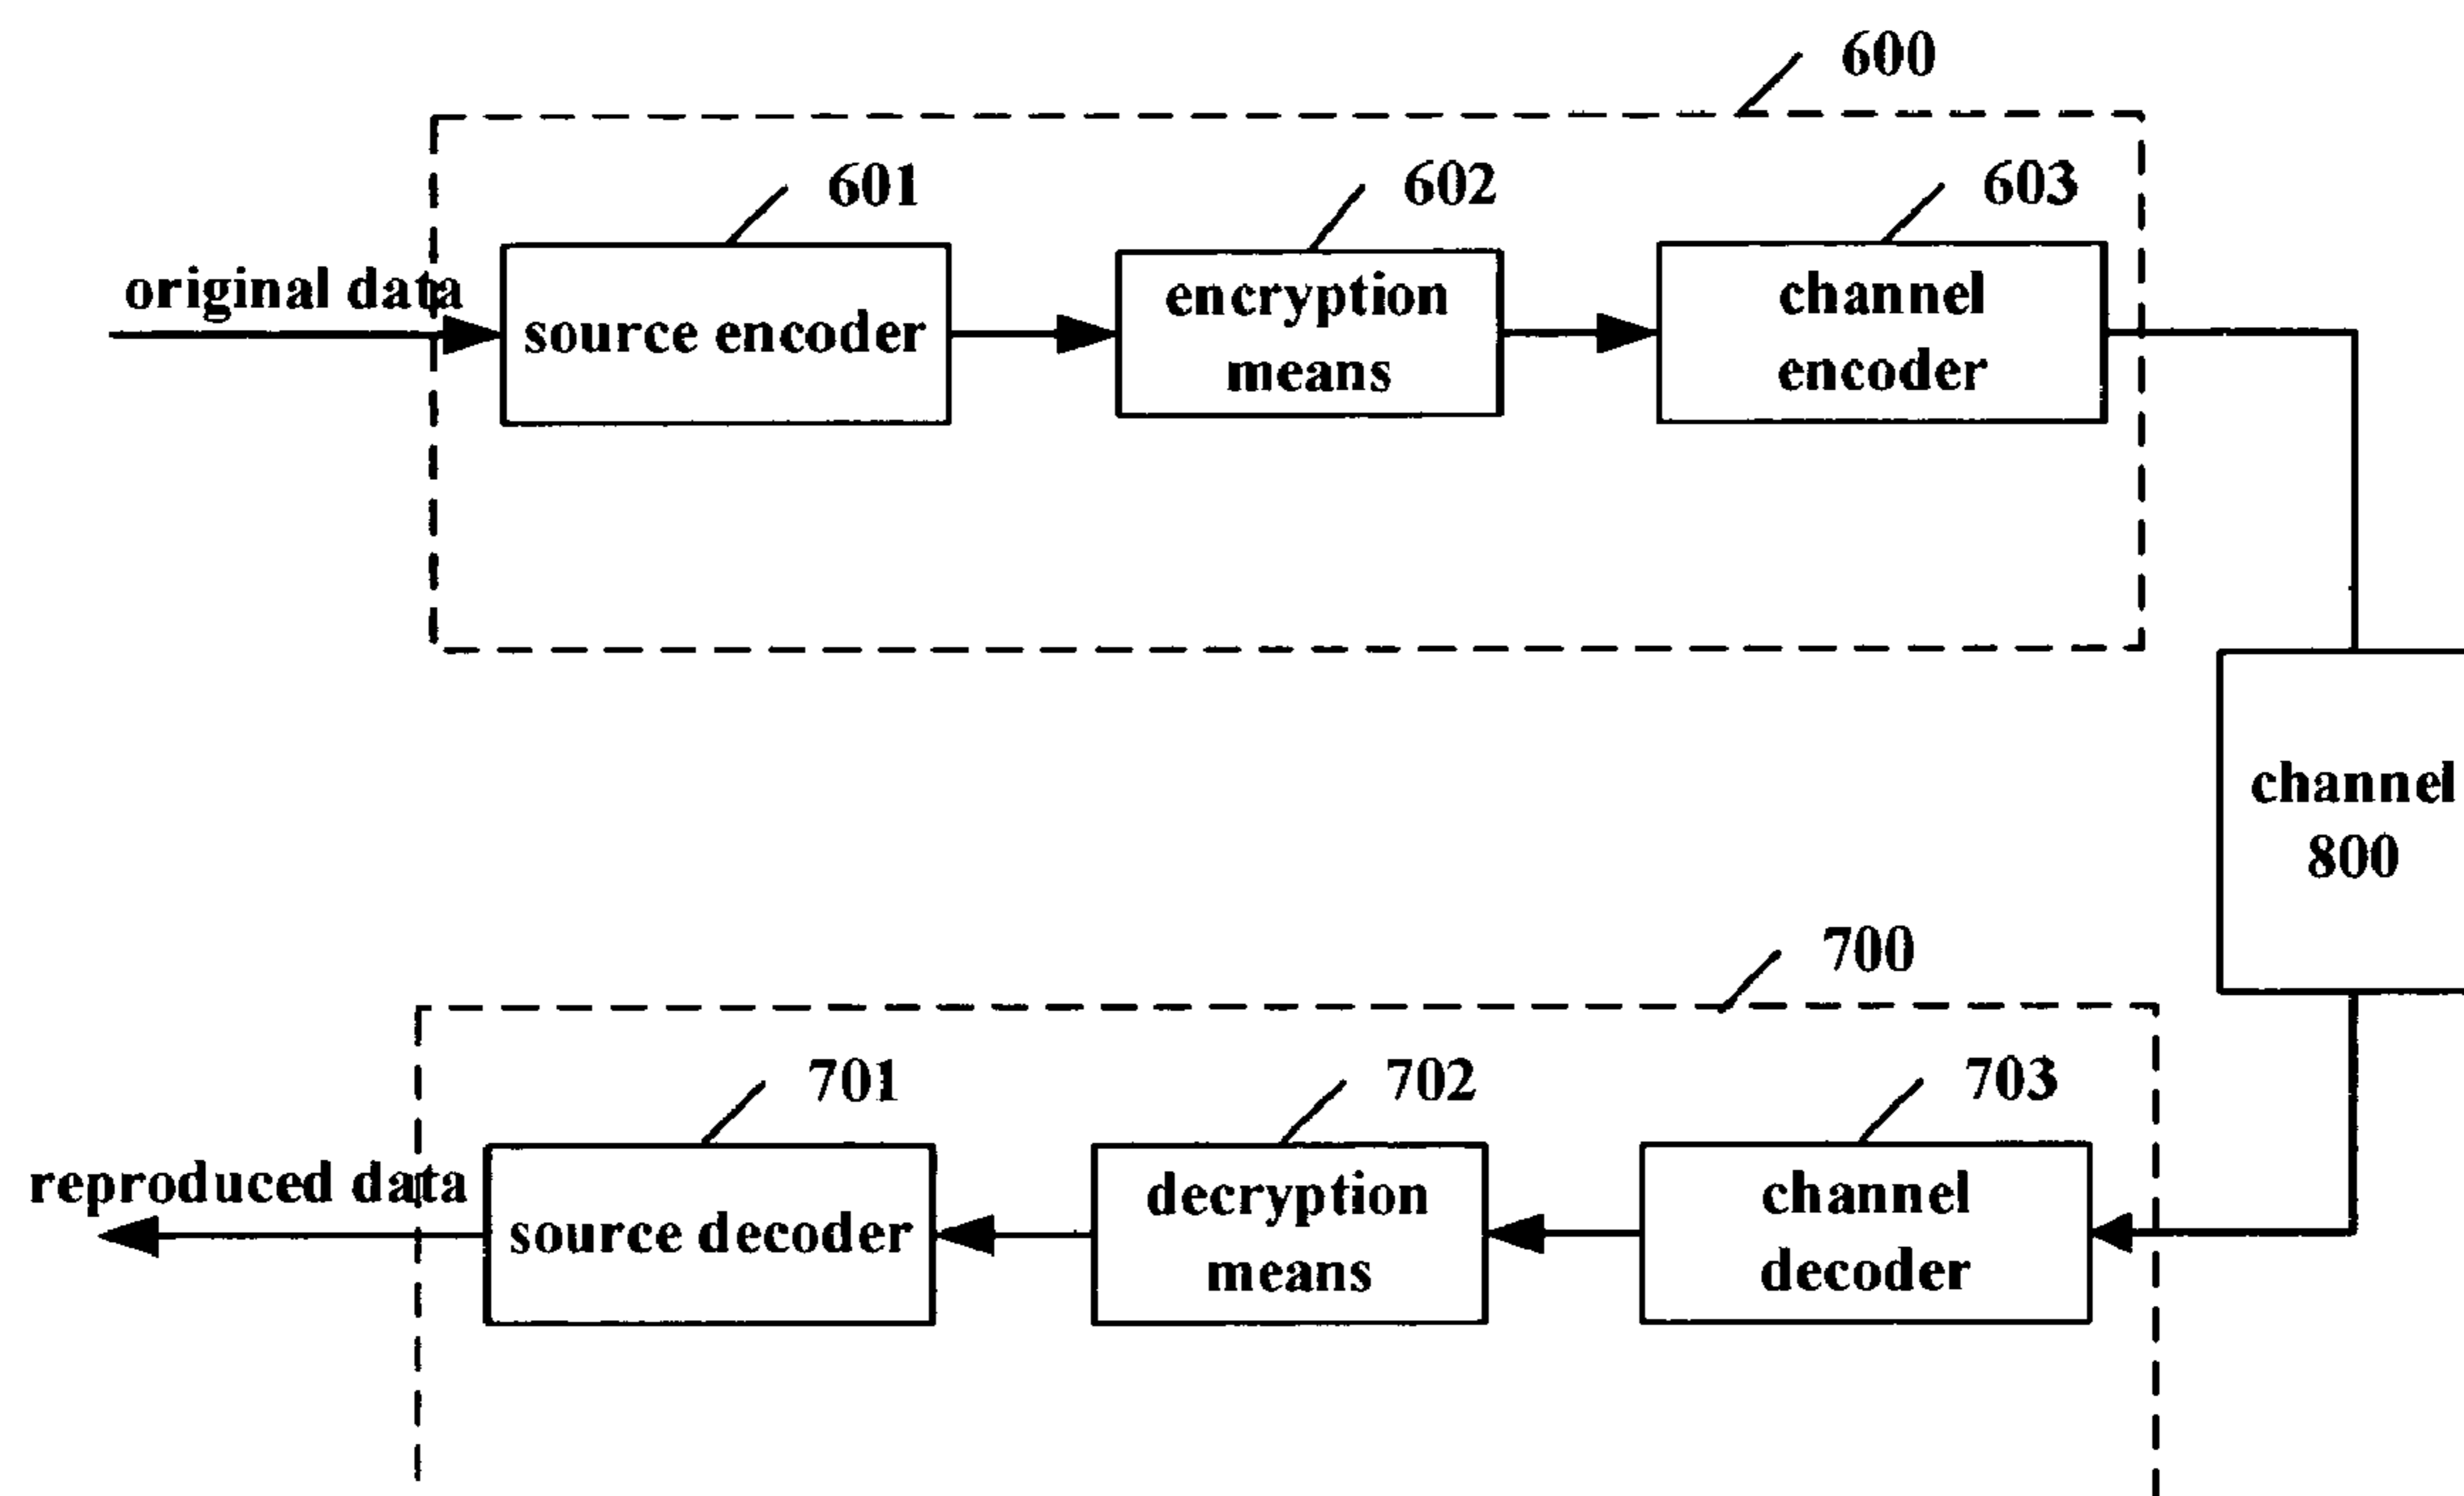 600
601
602
603
original data
source encoder
encryption
means
channel
encoder
channel
800
700
701
702
703
reproduced data
source decoder
decryption
means
channel
decoder